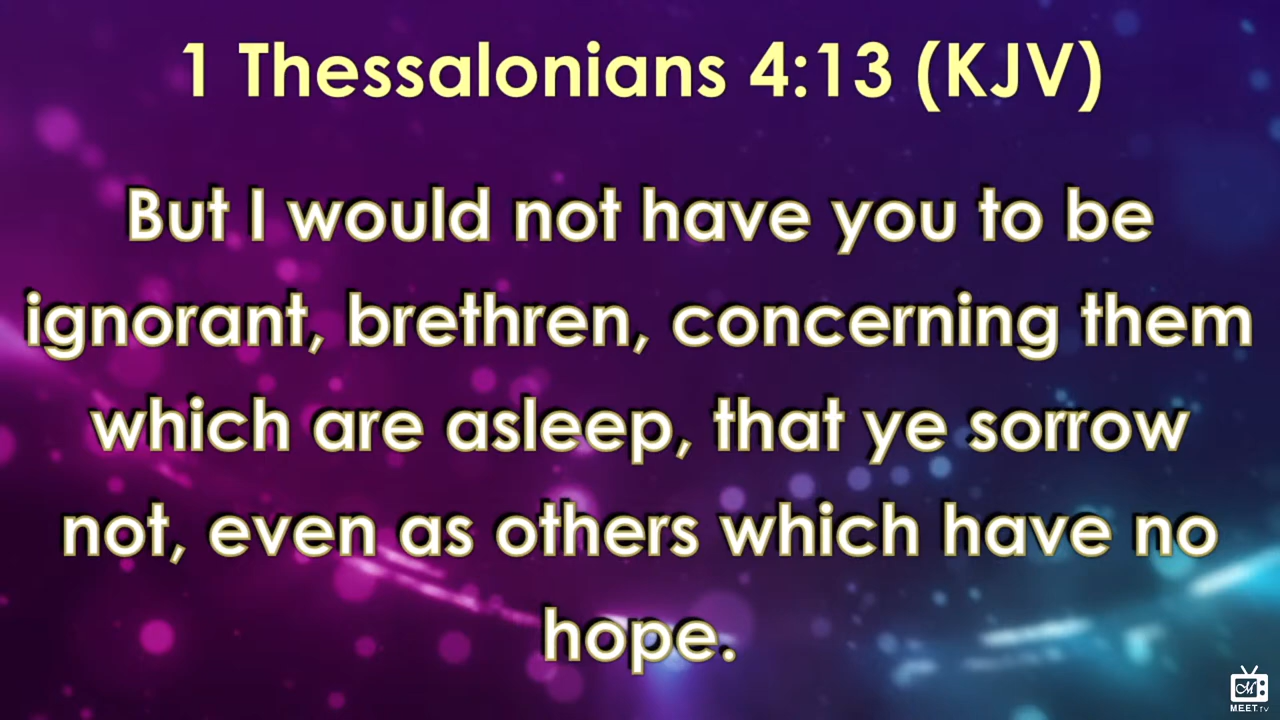 1 Thessalonians 4:13 (KJV)
But I would not have you to be
ignorant, brethren, concerning them
which are asleep, that ye sorrow
not, even as others which have no
hope.
M
MEET.tv